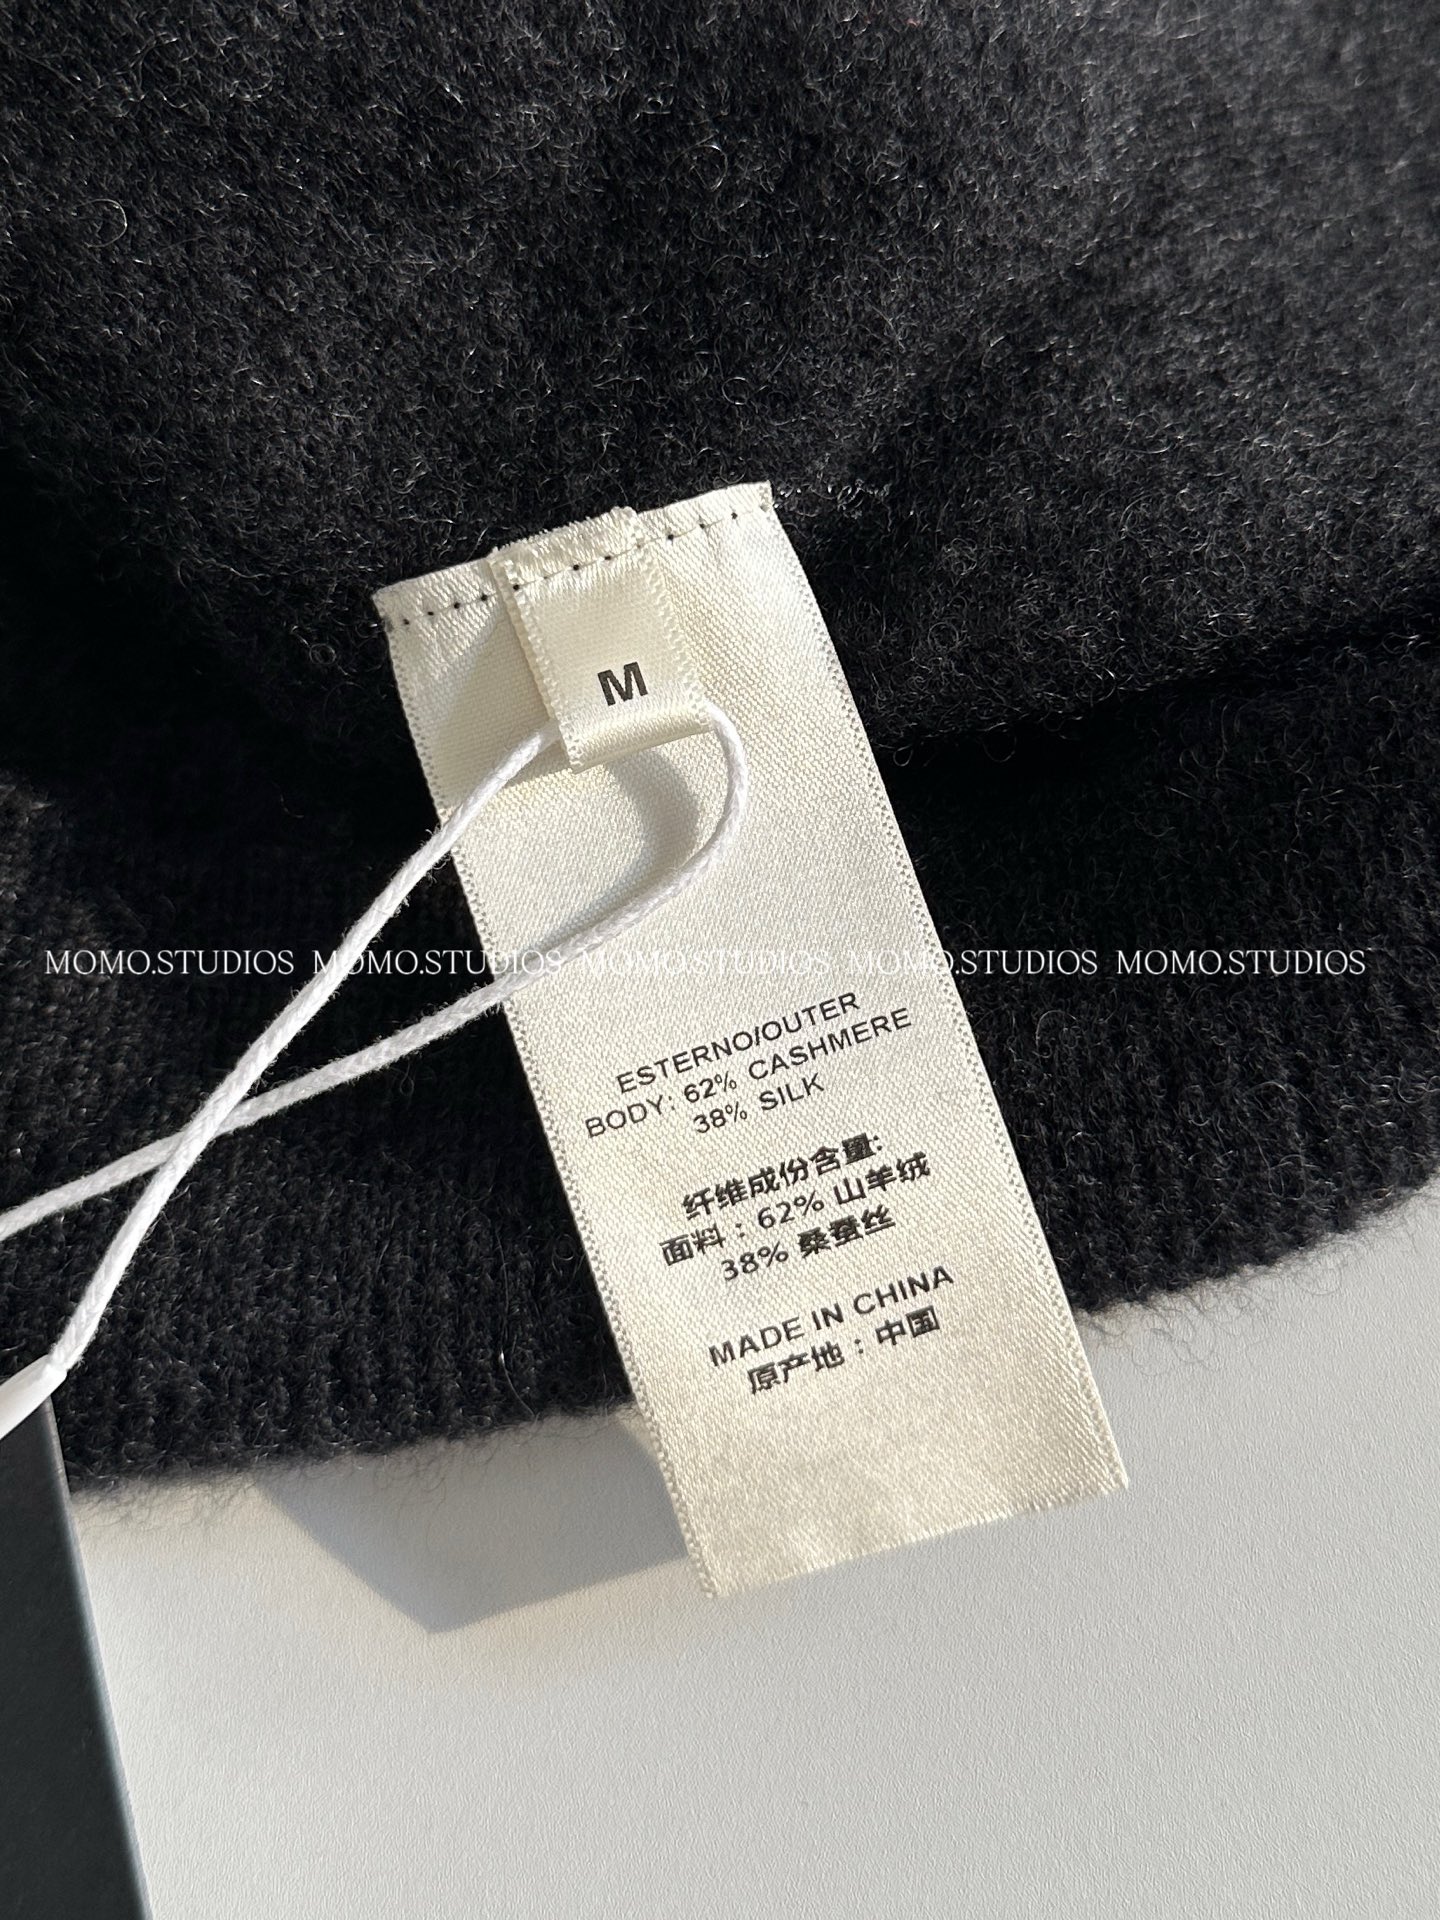 M
MOMO.STUDIOS MOMO.STUDIOS MOMO.STUDIOS MOMO.STUDIOS MOMO.STUDIOS
ESTERNO/OUTER
BODY: 62% CASHMERE
38% SILK
纤维成份含量:
面料：62% 山羊绒
38% 桑蚕丝
MADE IN CHINA
原产地：中国